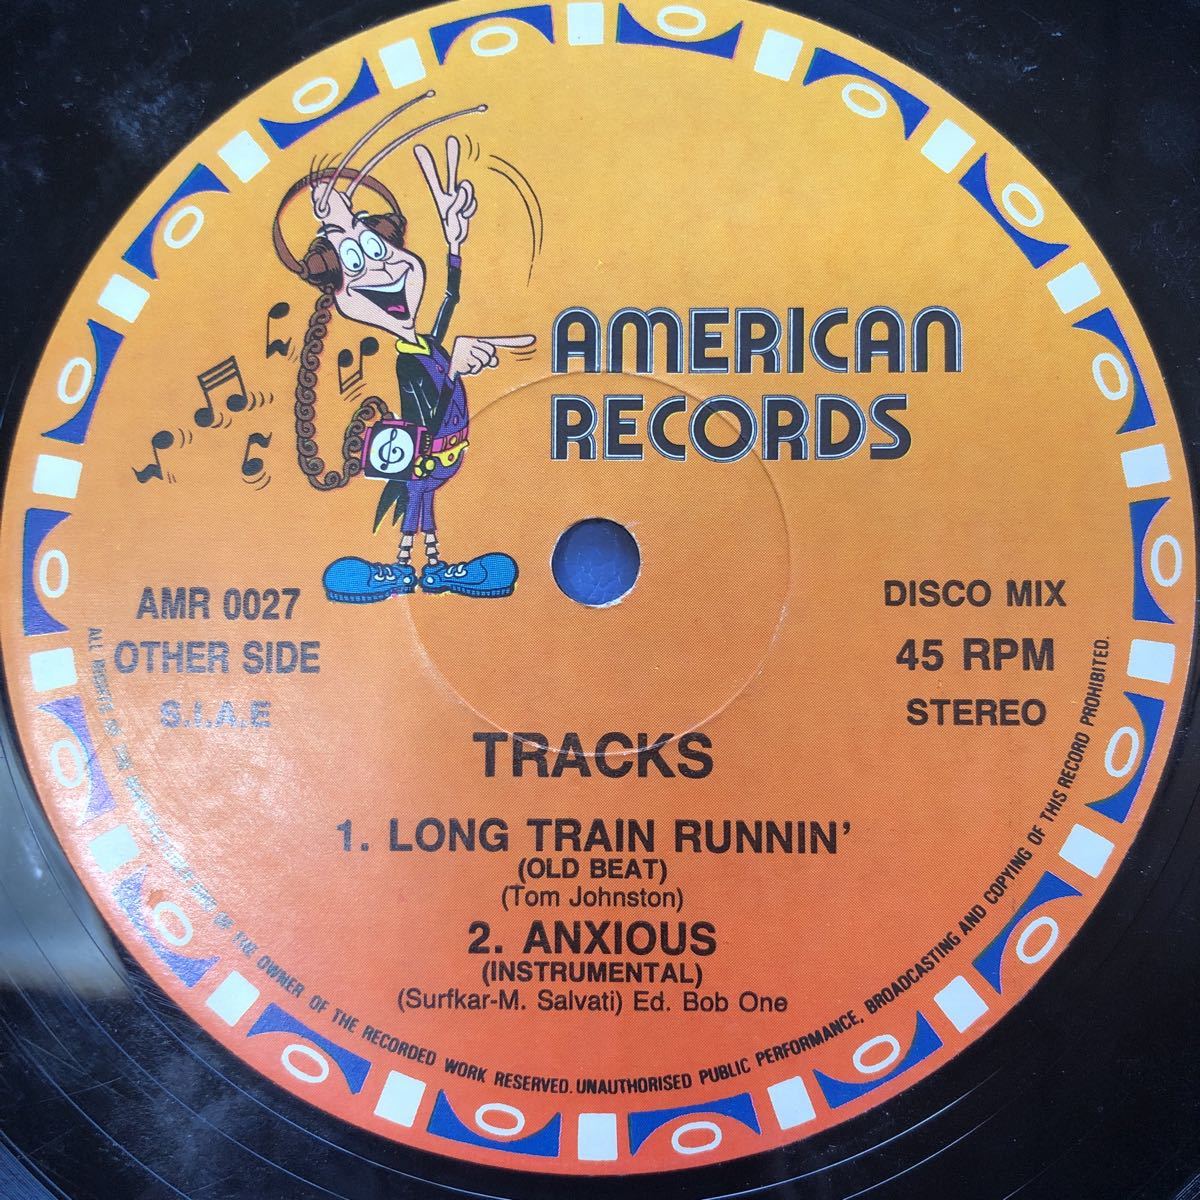 AMERICAN
RECORDS
AMR 0027
OTHER SIDE
S.I.A.E
DISCO MIX
45 RPM
STEREO
TRACKS
1. LONG TRAIN RUNNIN'
(OLD BEAT)
(Tom Johnston)
2. ANXIOUS
(INSTRUMENTAL)
(Surfkar-M. Salvati) Ed. Bob One
ALL RIGHTS OF THE OWNER OF THE RECORDED WORK RESERVED. UNAUTHORISED PUBLIC PERFORMANCE, BROADCASTING AND COPYING OF THIS RECORD PROHIBITED.